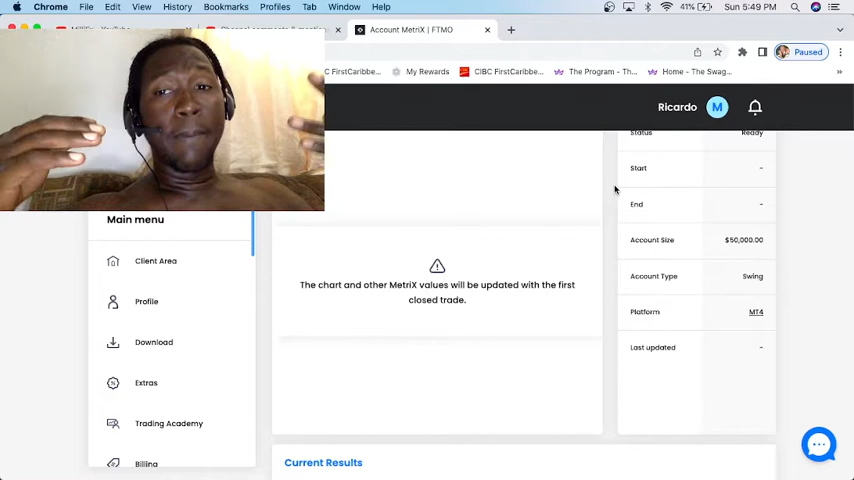 Chrome File Edit View History Bookmarks Profiles Tab Window Help 41% Sun 5:49 PM
Account MetriX | FTMO
Paused
CIBC FirstCaribbe... My Rewards CIBC FirstCaribbe... The Program - Th... Home - The Swag...
Ricardo M
Status Ready
Start -
End -
Account Size $50,000.00
Account Type Swing
Platform MT4
Last updated -
Main menu
Client Area
Profile
Download
Extras
Trading Academy
Billing
The chart and other MetriX values will be updated with the first
closed trade.
Current Results